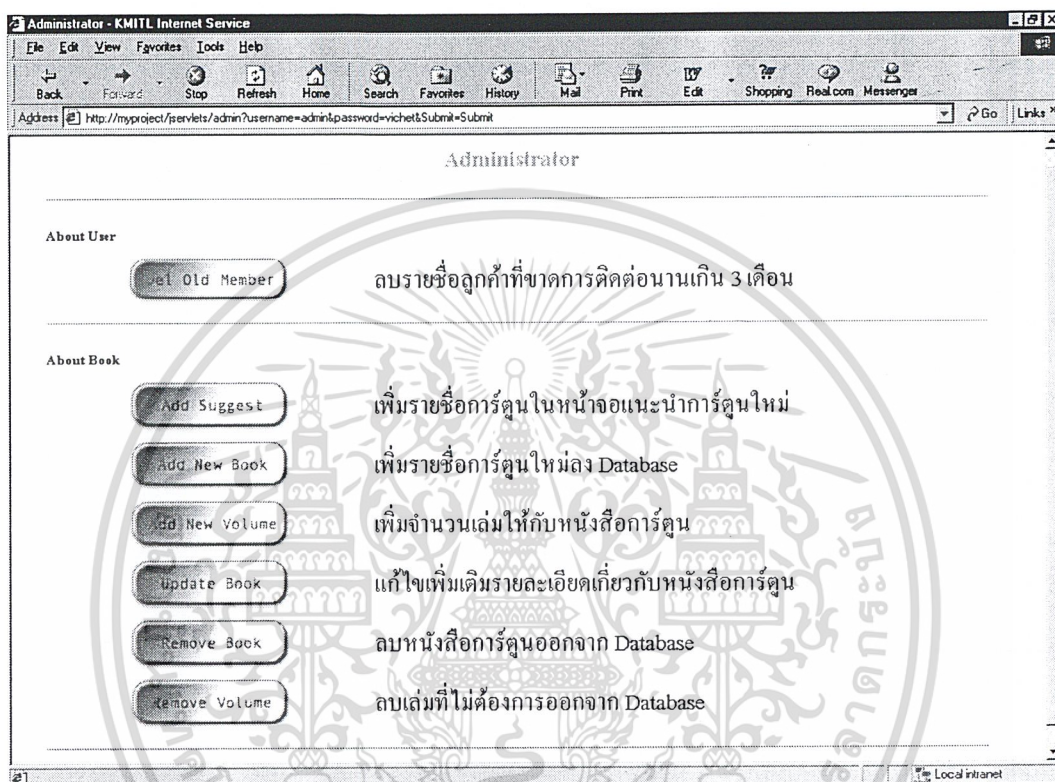 Administrator - KMITL Internet Service
File Edit View Favorites Tools Help
Back Forward Stop Refresh Home Search Favorites History Mail Print Edit Shopping Real.com Messenger
Address http://myproject/jservlets/admin?username=admin&password=vichet&Submit=Submit Go Links »
Administrator
About User
Del Old Member ลบรายชื่อลูกค้าที่ขาดการติดต่อนานเกิน 3 เดือน
About Book
Add Suggest เพิ่มรายชื่อการ์ตูนในหน้าจอแนะนำการ์ตูนใหม่
Add New Book เพิ่มรายชื่อการ์ตูนใหม่ลง Database
Add New Volume เพิ่มจำนวนเล่มให้กับหนังสือการ์ตูน
Update Book แก้ไขเพิ่มเติมรายละเอียดเกี่ยวกับหนังสือการ์ตูน
Remove Book ลบหนังสือการ์ตูนออกจาก Database
Remove Volume ลบเล่มที่ไม่ต้องการออกจาก Database
Local intranet